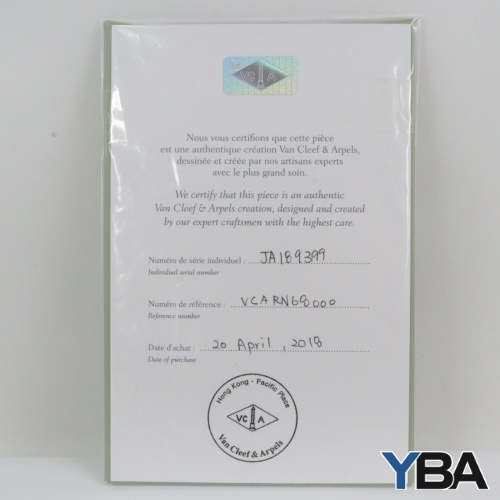 VC A
Nous vous certifions que cette pièce
est une authentique création Van Cleef & Arpels,
dessinée et créée par nos artisans experts
avec le plus grand soin.
We certify that this piece is an authentic
Van Cleef & Arpels creation, designed and created
by our expert craftsmen with the highest care.
Numéro de série individuel : JA189399
Individual serial number
Numéro de référence : VCARN68000
Reference number
Date d'achat : 20 April, 2018
Date of purchase
Hong Kong - Pacific Place
VC A
Van Cleef & Arpels
YBA